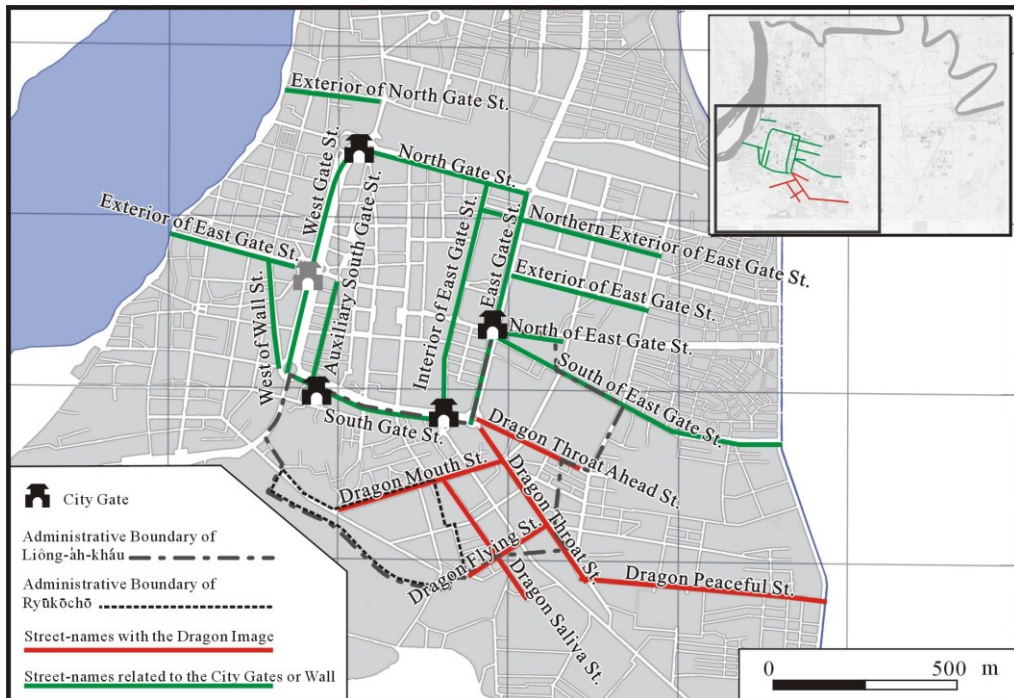 Exterior of North Gate St.
West Gate St.
North Gate St.
Auxiliary South Gate St.
Exterior of East Gate St.
Interior of East Gate St.
East Gate St.
Northern Exterior of East Gate St.
Exterior of East Gate St.
West of Wall St.
North of East Gate St.
South of East Gate St.
South Gate St.
Dragon Throat Ahead St.
Dragon Mouth St.
Dragon Throat St.
Dragon Flying St.
Dragon Saliva St.
Dragon Peaceful St.
City Gate
Administrative Boundary of
Liông-a̍h-kháu
Administrative Boundary of
Ryūkōchō
Street-names with the Dragon Image
Street-names related to the City Gates or Wall
0 500 m